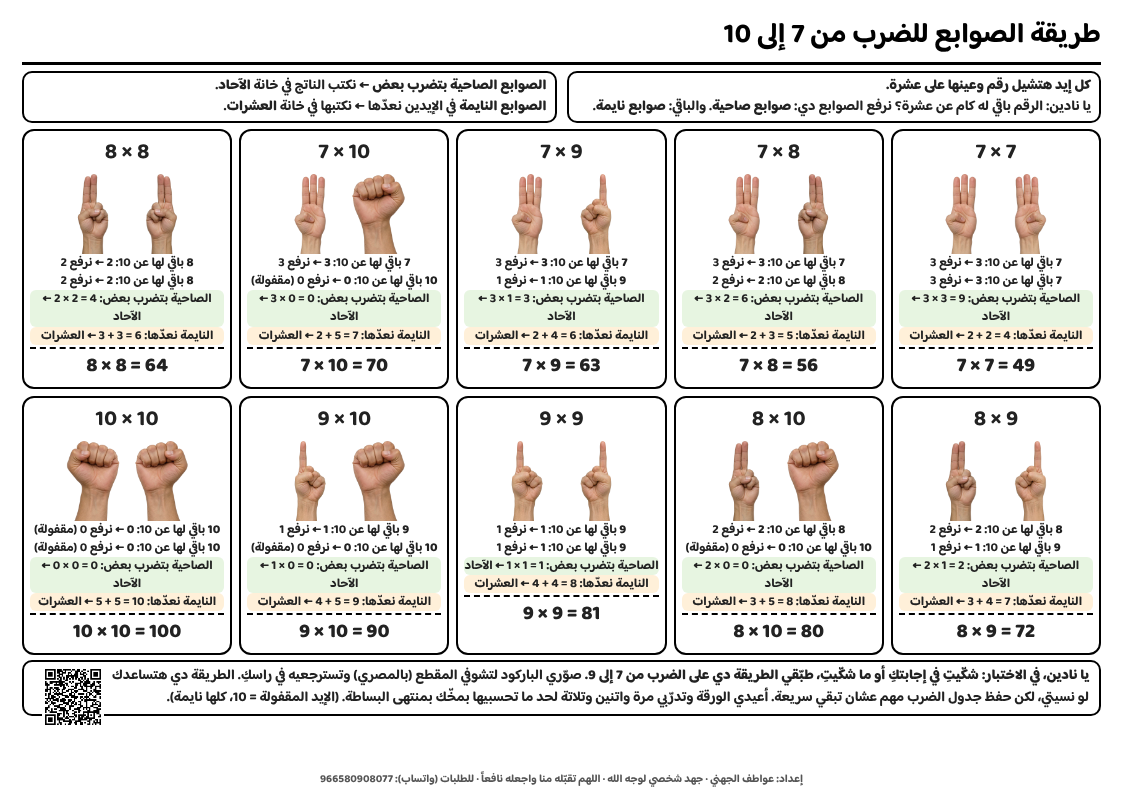 طريقة الصوابع للضرب من 7 إلى 10
كل إيد هتشيل رقم وعينها على عشرة.
يا نادين: الرقم باقي له كام عن عشرة؟ نرفع الصوابع دي: صوابع صاحية. والباقي: صوابع نايمة.
الصوابع الصاحية بتضرب بعض ← نكتب الناتج في خانة الآحاد.
الصوابع النايمة في الإيدين نعدّها ← نكتبها في خانة العشرات.
7 × 7
7 باقي لها عن 10: 3 ← نرفع 3
7 باقي لها عن 10: 3 ← نرفع 3
الصاحية بتضرب بعض: 3 × 3 = 9 ←
الآحاد
النايمة نعدّها: 2 + 2 = 4 ← العشرات
7 × 7 = 49
7 × 8
7 باقي لها عن 10: 3 ← نرفع 3
8 باقي لها عن 10: 2 ← نرفع 2
الصاحية بتضرب بعض: 3 × 2 = 6 ←
الآحاد
النايمة نعدّها: 2 + 3 = 5 ← العشرات
7 × 8 = 56
7 × 9
7 باقي لها عن 10: 3 ← نرفع 3
9 باقي لها عن 10: 1 ← نرفع 1
الصاحية بتضرب بعض: 3 × 1 = 3 ←
الآحاد
النايمة نعدّها: 2 + 4 = 6 ← العشرات
7 × 9 = 63
7 × 10
7 باقي لها عن 10: 3 ← نرفع 3
10 باقي لها عن 10: 0 ← نرفع 0 (مقفولة)
الصاحية بتضرب بعض: 3 × 0 = 0 ←
الآحاد
النايمة نعدّها: 2 + 5 = 7 ← العشرات
7 × 10 = 70
8 × 8
8 باقي لها عن 10: 2 ← نرفع 2
8 باقي لها عن 10: 2 ← نرفع 2
الصاحية بتضرب بعض: 2 × 2 = 4 ←
الآحاد
النايمة نعدّها: 3 + 3 = 6 ← العشرات
8 × 8 = 64
8 × 9
8 باقي لها عن 10: 2 ← نرفع 2
9 باقي لها عن 10: 1 ← نرفع 1
الصاحية بتضرب بعض: 2 × 1 = 2 ←
الآحاد
النايمة نعدّها: 3 + 4 = 7 ← العشرات
8 × 9 = 72
8 × 10
8 باقي لها عن 10: 2 ← نرفع 2
10 باقي لها عن 10: 0 ← نرفع 0 (مقفولة)
الصاحية بتضرب بعض: 2 × 0 = 0 ←
الآحاد
النايمة نعدّها: 3 + 5 = 8 ← العشرات
8 × 10 = 80
9 × 9
9 باقي لها عن 10: 1 ← نرفع 1
9 باقي لها عن 10: 1 ← نرفع 1
الصاحية بتضرب بعض: 1 × 1 = 1 ← الآحاد
النايمة نعدّها: 4 + 4 = 8 ← العشرات
9 × 9 = 81
9 × 10
9 باقي لها عن 10: 1 ← نرفع 1
10 باقي لها عن 10: 0 ← نرفع 0 (مقفولة)
الصاحية بتضرب بعض: 1 × 0 = 0 ←
الآحاد
النايمة نعدّها: 4 + 5 = 9 ← العشرات
9 × 10 = 90
10 × 10
10 باقي لها عن 10: 0 ← نرفع 0 (مقفولة)
10 باقي لها عن 10: 0 ← نرفع 0 (مقفولة)
الصاحية بتضرب بعض: 0 × 0 = 0 ←
الآحاد
النايمة نعدّها: 5 + 5 = 10 ← العشرات
10 × 10 = 100
يا نادين، في الاختبار: شكّيتِ في إجابتكِ أو ما شكّيتِ، طبّقي الطريقة دي على الضرب من 7 إلى 9. صوّري الباركود لتشوفي المقطع (بالمصري) وتسترجعيه في راسكِ. الطريقة دي هتساعدك
لو نسيتي، لكن حفظ جدول الضرب مهم عشان تبقي سريعة. أعيدي الورقة وتدرّبي مرة واتنين وتلاتة لحد ما تحسبيها بمخّك بمنتهى البساطة. (الإيد المقفولة = 10، كلها نايمة).
إعداد: عواطف الجهني · جهد شخصي لوجه الله · اللهم تقبّله منا واجعله نافعاً · للطلبات (واتساب): 966580908077